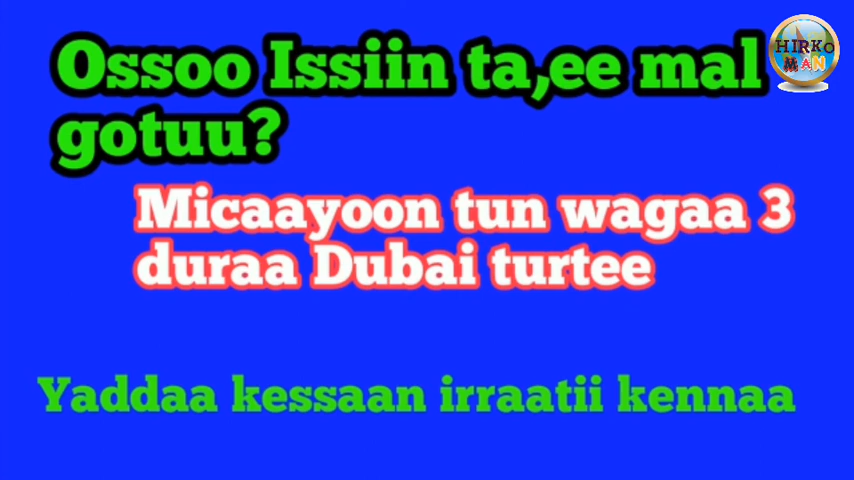 Ossoo Issiin ta,ee mal
gotuu?
Micaayoon tun wagaa 3
duraa Dubai turtee
Yaddaa kessaan irraatii kennaa
HIRKO
MAN